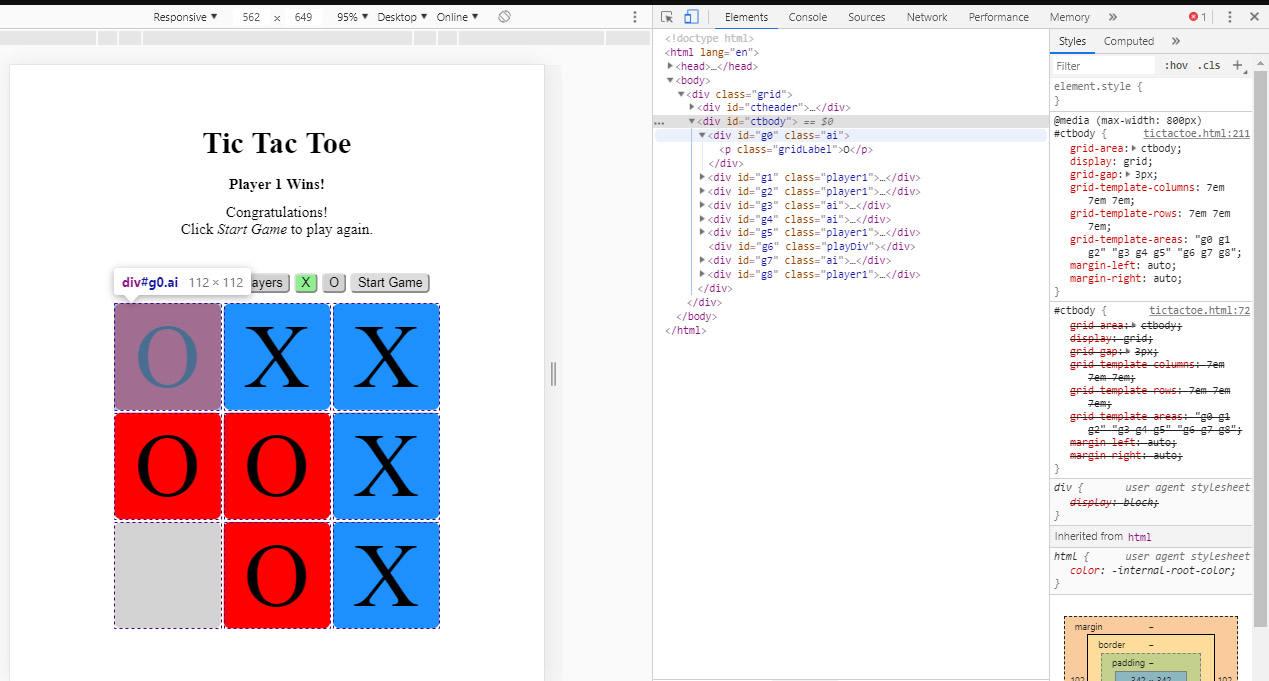 Responsive ▼ 562 × 649 95% ▼ Desktop ▼ Online ▼
Tic Tac Toe
Player 1 Wins!
Congratulations!
Click Start Game to play again.
div#g0.ai 112 × 112
ayers X O Start Game
O X X
O O X
O X
Elements Console Sources Network Performance Memory » 1
<!doctype html>
<html lang="en">
▶<head>…</head>
▼<body>
▼<div class="grid">
▶<div id="ctheader">…</div>
… ▼<div id="ctbody"> == $0
▼<div id="g0" class="ai">
<p class="gridLabel">O</p>
</div>
▶<div id="g1" class="player1">…</div>
▶<div id="g2" class="player1">…</div>
▶<div id="g3" class="ai">…</div>
▶<div id="g4" class="ai">…</div>
▶<div id="g5" class="player1">…</div>
<div id="g6" class="playDiv"></div>
▶<div id="g7" class="ai">…</div>
▶<div id="g8" class="player1">…</div>
</div>
</div>
</body>
</html>
Styles Computed »
Filter :hov .cls +
element.style {
}
@media (max-width: 800px)
#ctbody { tictactoe.html:211
grid-area:▶ ctbody;
display: grid;
grid-gap:▶ 3px;
grid-template-columns: 7em
7em 7em;
grid-template-rows: 7em 7em
7em;
grid-template-areas: "g0 g1
g2" "g3 g4 g5" "g6 g7 g8";
margin-left: auto;
margin-right: auto;
}
#ctbody { tictactoe.html:72
grid-area:▶ ctbody;
display: grid;
grid-gap:▶ 3px;
grid-template-columns: 7em
7em 7em;
grid-template-rows: 7em 7em
7em;
grid-template-areas: "g0 g1
g2" "g3 g4 g5" "g6 g7 g8";
margin-left: auto;
margin-right: auto;
}
div { user agent stylesheet
display: block;
}
Inherited from html
html { user agent stylesheet
color: -internal-root-color;
}
margin –
border –
padding –
102 342 × 342 102